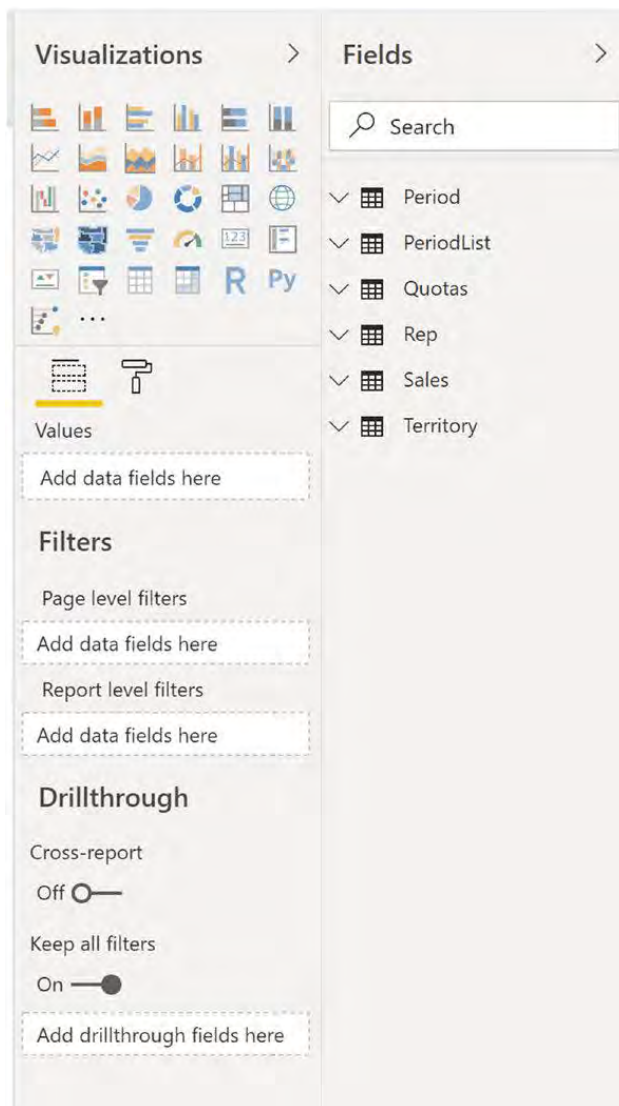 Visualizations
>
Fields
>
Search
123
R
Py
...
Period
PeriodList
Quotas
Rep
Sales
Territory
Values
Add data fields here
Filters
Page level filters
Add data fields here
Report level filters
Add data fields here
Drillthrough
Cross-report
Off
Keep all filters
On
Add drillthrough fields here